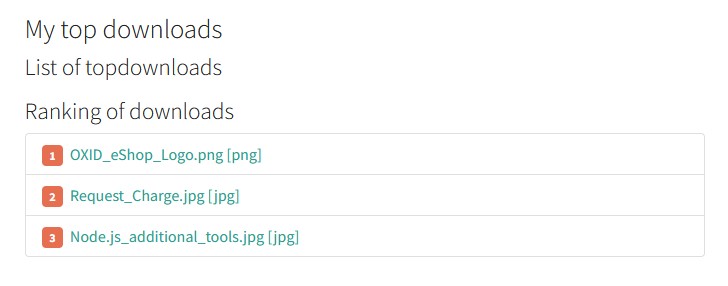 My top downloads
List of topdownloads
Ranking of downloads
1 OXID_eShop_Logo.png [png]
2 Request_Charge.jpg [jpg]
3 Node.js_additional_tools.jpg [jpg]